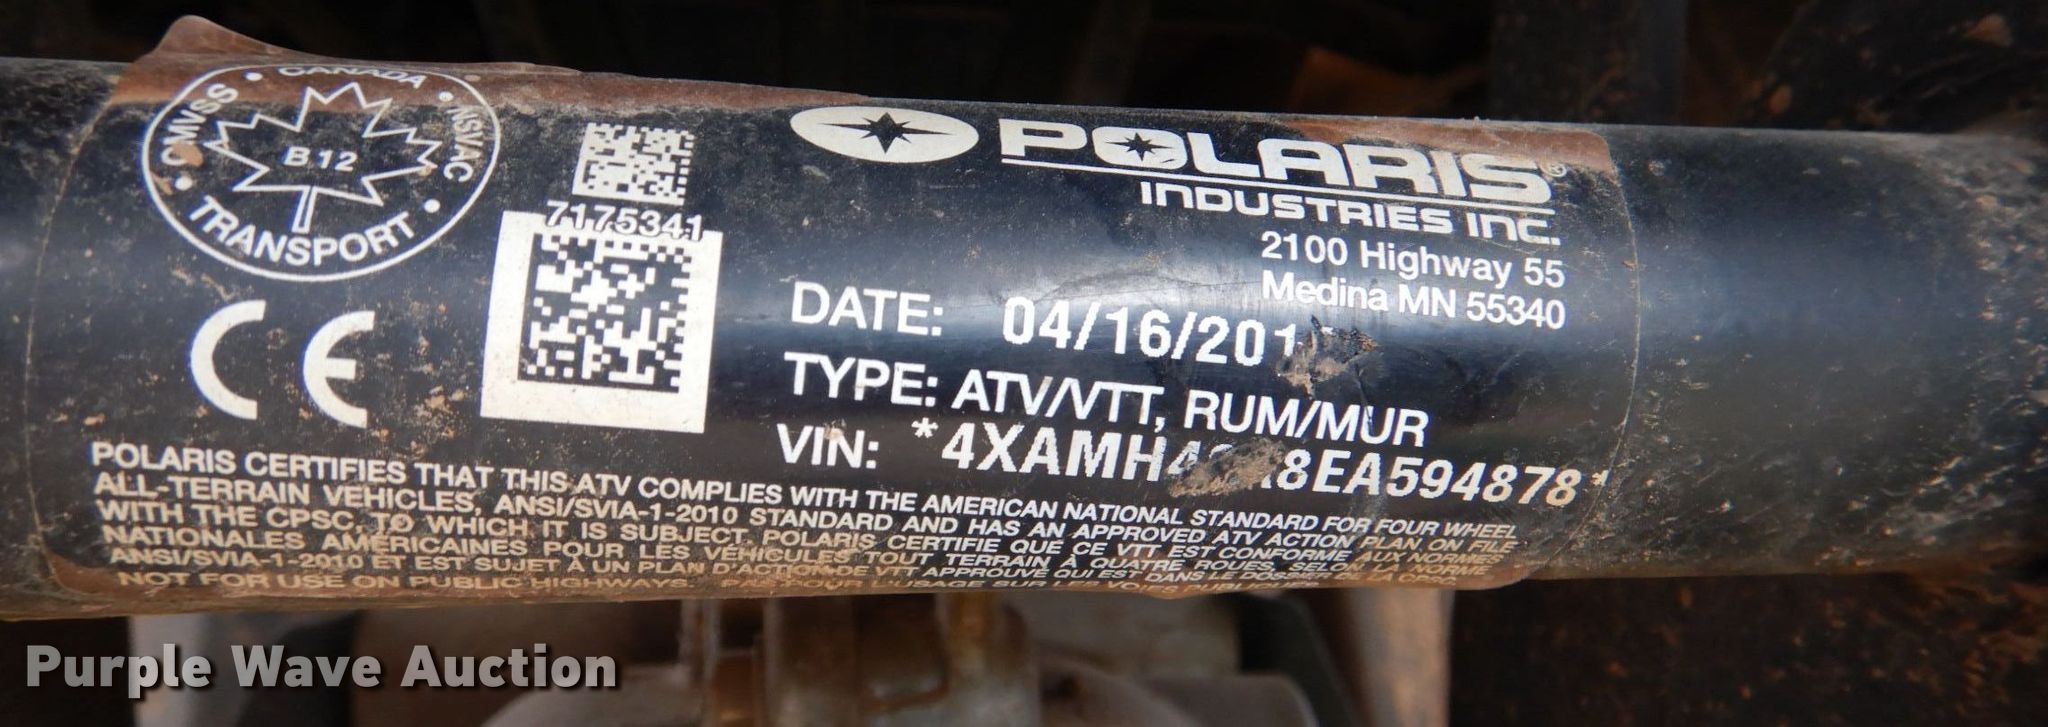 CANADA
CMVSS • NSVAC
B 12
TRANSPORT
7175341
POLARIS®
INDUSTRIES INC.
2100 Highway 55
Medina MN 55340
CE
DATE: 04/16/201
TYPE: ATV/VTT, RUM/MUR
VIN: 8EA594878*
POLARIS CERTIFIES THAT THIS ATV COMPLIES WITH THE AMERICAN NATIONAL STANDARD FOR FOUR WHEEL
ALL-TERRAIN VEHICLES, ANSI/SVIA-1-2010 STANDARD AND HAS AN APPROVED ATV ACTION PLAN ON FILE
WITH THE CPSC, TO WHICH IT IS SUBJECT. POLARIS CERTIFIE QUE CE VTT EST CONFORME AUX NORMES
NATIONALES AMÉRICAINES POUR LES VÉHICULES TOUT TERRAIN À QUATRE ROUES, SELON LA NORME
ANSI/SVIA-1-2010 ET EST SUJET À UN PLAN D'ACTION DE VTT APPROUVÉ QUI EST DANS LE DOSSIER DE LA CPSC.
NOT FOR USE ON PUBLIC HIGHWAYS. USAGE SUR
Purple Wave Auction